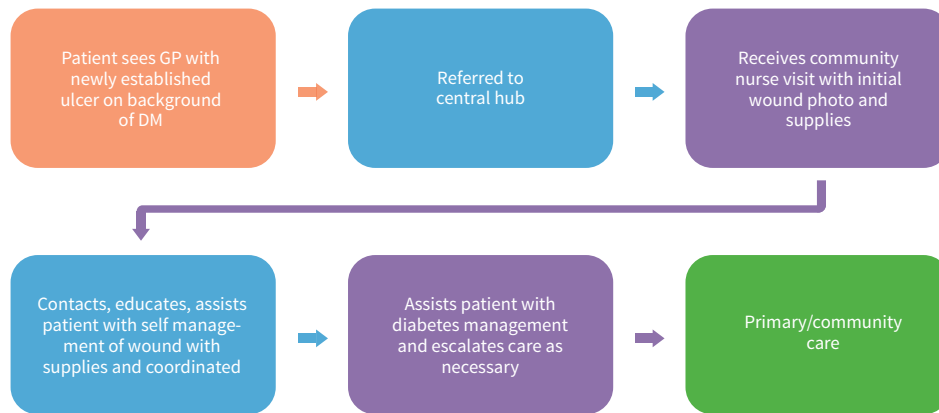 Patient sees GP with
newly established
ulcer on background
of DM
Referred to
central hub
Receives community
nurse visit with initial
wound photo and
supplies
Contacts, educates, assists
patient with self manage-
ment of wound with
supplies and coordinated
Assists patient with
diabetes management
and escalates care as
necessary
Primary/community
care